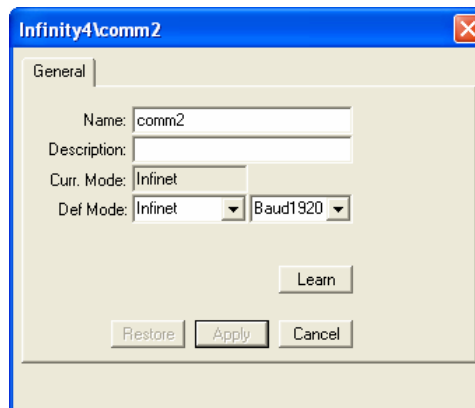 Infinity4\comm2
General
Name: comm2
Description:
Curr. Mode: Infinet
Def Mode: Infinet Baud1920
Learn
Restore Apply Cancel